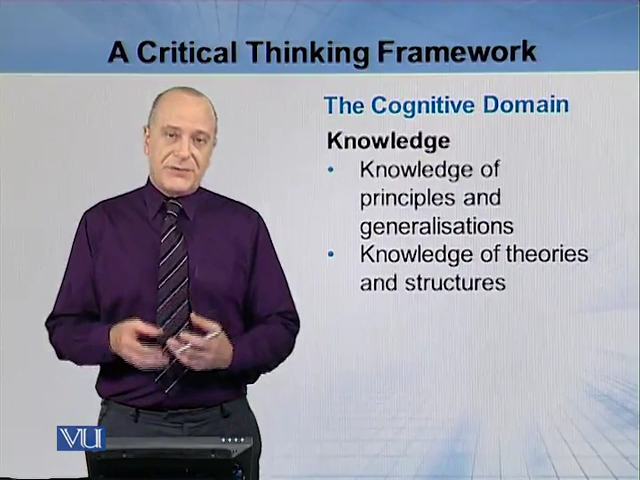 A Critical Thinking Framework
The Cognitive Domain
Knowledge
• Knowledge of
principles and
generalisations
• Knowledge of theories
and structures
VU